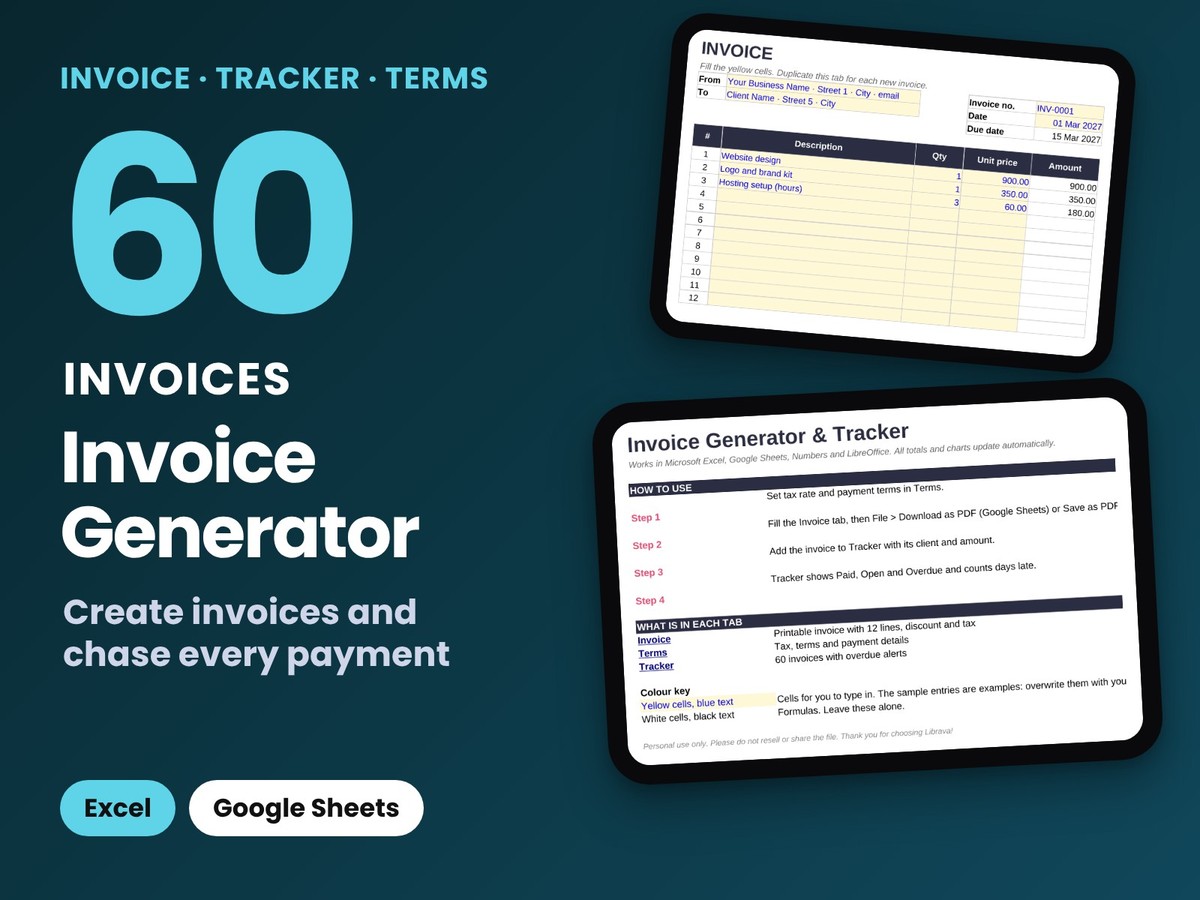 INVOICE · TRACKER · TERMS
60
INVOICES
Invoice
Generator
Create invoices and
chase every payment
Excel
Google Sheets
INVOICE
Fill the yellow cells. Duplicate this tab for each new invoice.
From Your Business Name · Street 1 · City · email
To Client Name · Street 5 · City
Invoice no. INV-0001
Date 01 Mar 2027
Due date 15 Mar 2027
# Description Qty Unit price Amount
1 Website design 1 900.00 900.00
2 Logo and brand kit 1 350.00 350.00
3 Hosting setup (hours) 3 60.00 180.00
4
5
6
7
8
9
10
11
12
Invoice Generator & Tracker
Works in Microsoft Excel, Google Sheets, Numbers and LibreOffice. All totals and charts update automatically.
HOW TO USE
Step 1 Set tax rate and payment terms in Terms.
Step 2 Fill the Invoice tab, then File > Download as PDF (Google Sheets) or Save as PDF
Step 3 Add the invoice to Tracker with its client and amount.
Step 4 Tracker shows Paid, Open and Overdue and counts days late.
WHAT IS IN EACH TAB
Invoice Printable invoice with 12 lines, discount and tax
Terms Tax, terms and payment details
Tracker 60 invoices with overdue alerts
Colour key
Yellow cells, blue text Cells for you to type in. The sample entries are examples: overwrite them with you
White cells, black text Formulas. Leave these alone.
Personal use only. Please do not resell or share the file. Thank you for choosing Librava!